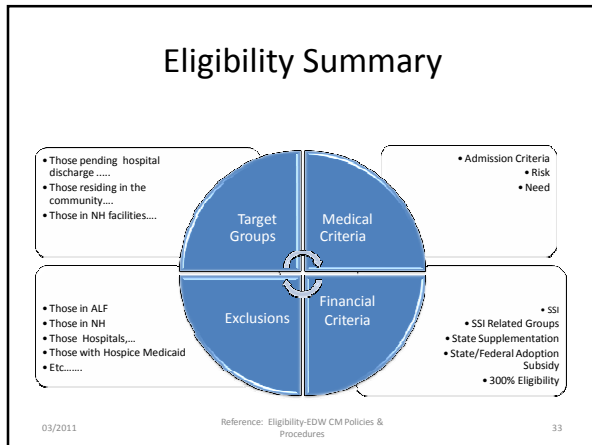 Eligibility Summary
• Those pending hospital
discharge .....
• Those residing in the
community....
• Those in NH facilities....
Target
Groups
Medical
Criteria
• Admission Criteria
• Risk
• Need
• Those in ALF
• Those in NH
• Those Hospitals,...
• Those with Hospice Medicaid
• Etc.......
Exclusions
Financial
Criteria
• SSI
• SSI Related Groups
• State Supplementation
• State/Federal Adoption
Subsidy
• 300% Eligibility
03/2011
Reference: Eligibility-EDW CM Policies &
Procedures
33